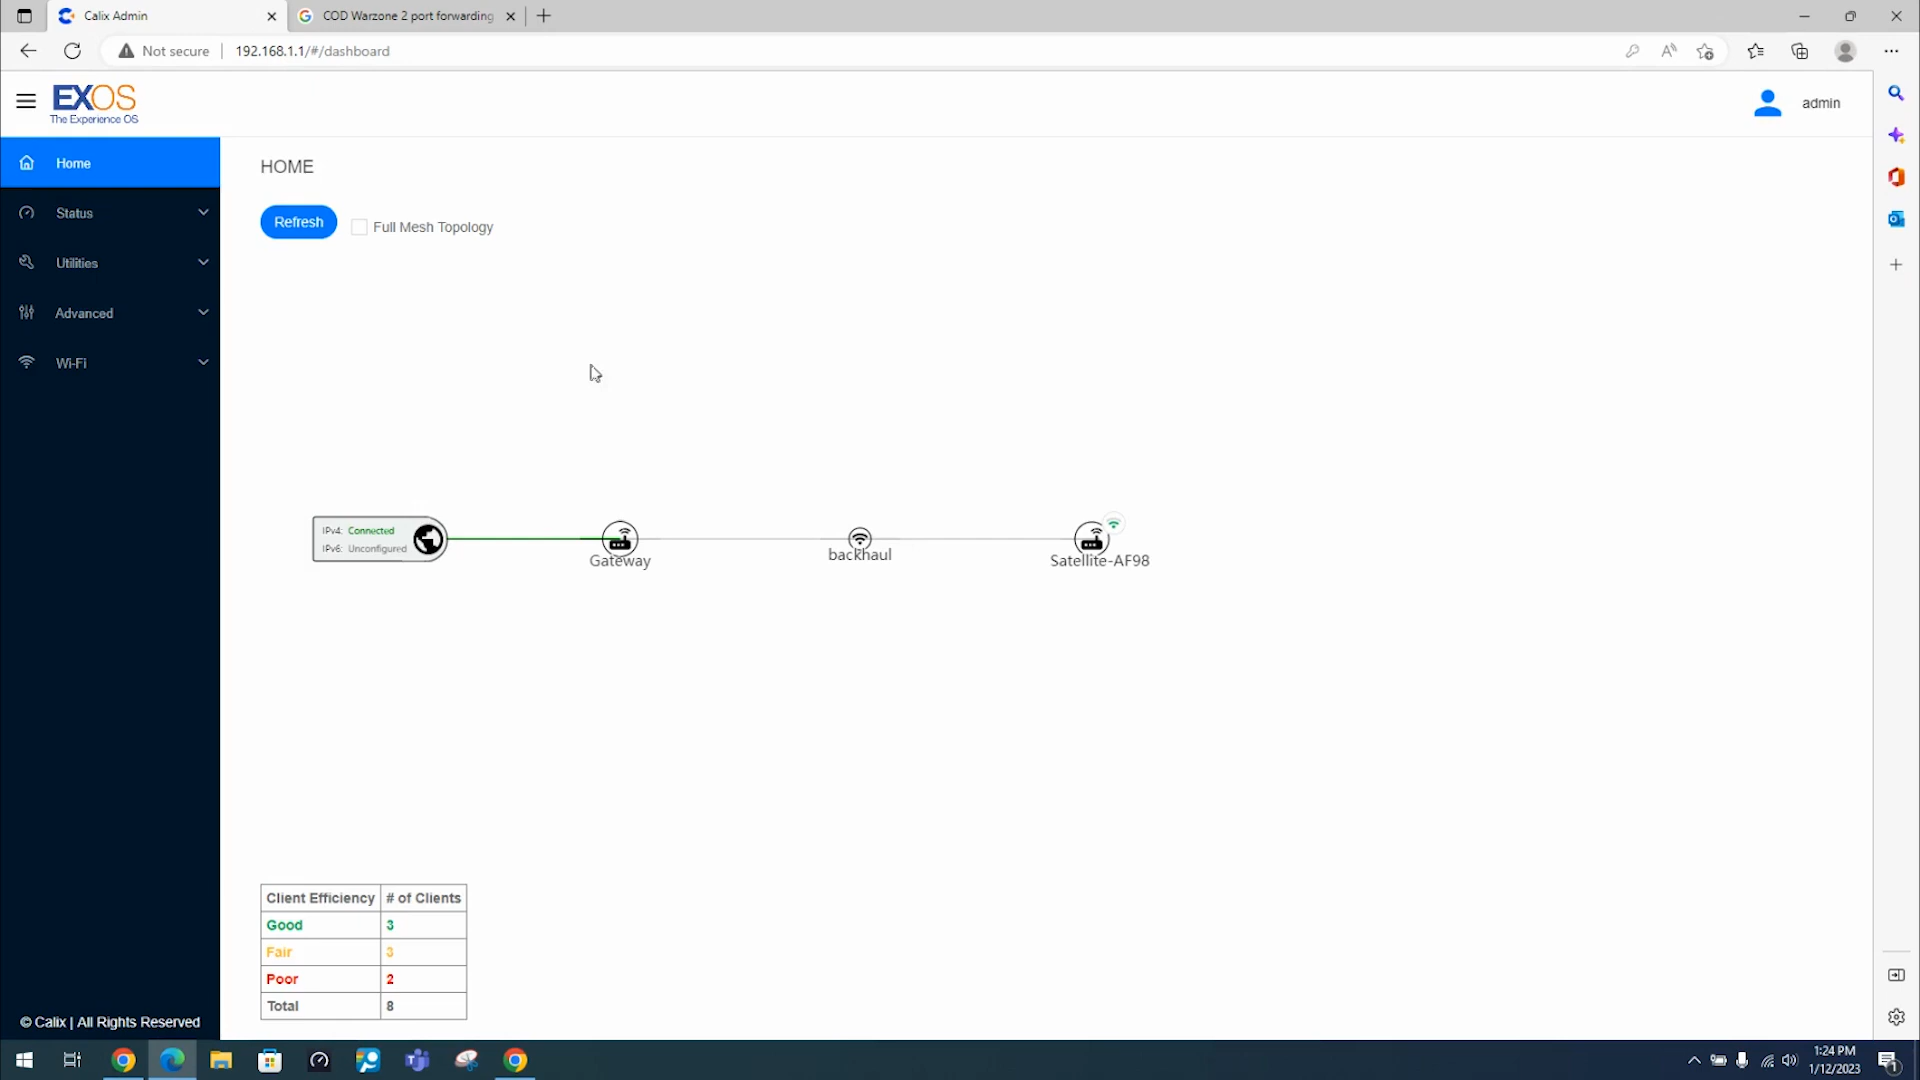 Calix Admin
COD Warzone 2 port forwarding
Not secure
192.168.1.1/#/dashboard
EXOS
The Experience OS
admin
Home
Status
Utilities
Advanced
Wi-Fi
© Calix | All Rights Reserved
HOME
Refresh
Full Mesh Topology
IPv4: Connected
IPv6: Unconfigured
Gateway
backhaul
Satellite-AF98
Client Efficiency # of Clients
Good 3
Fair 3
Poor 2
Total 8
1:24 PM
1/12/2023
1